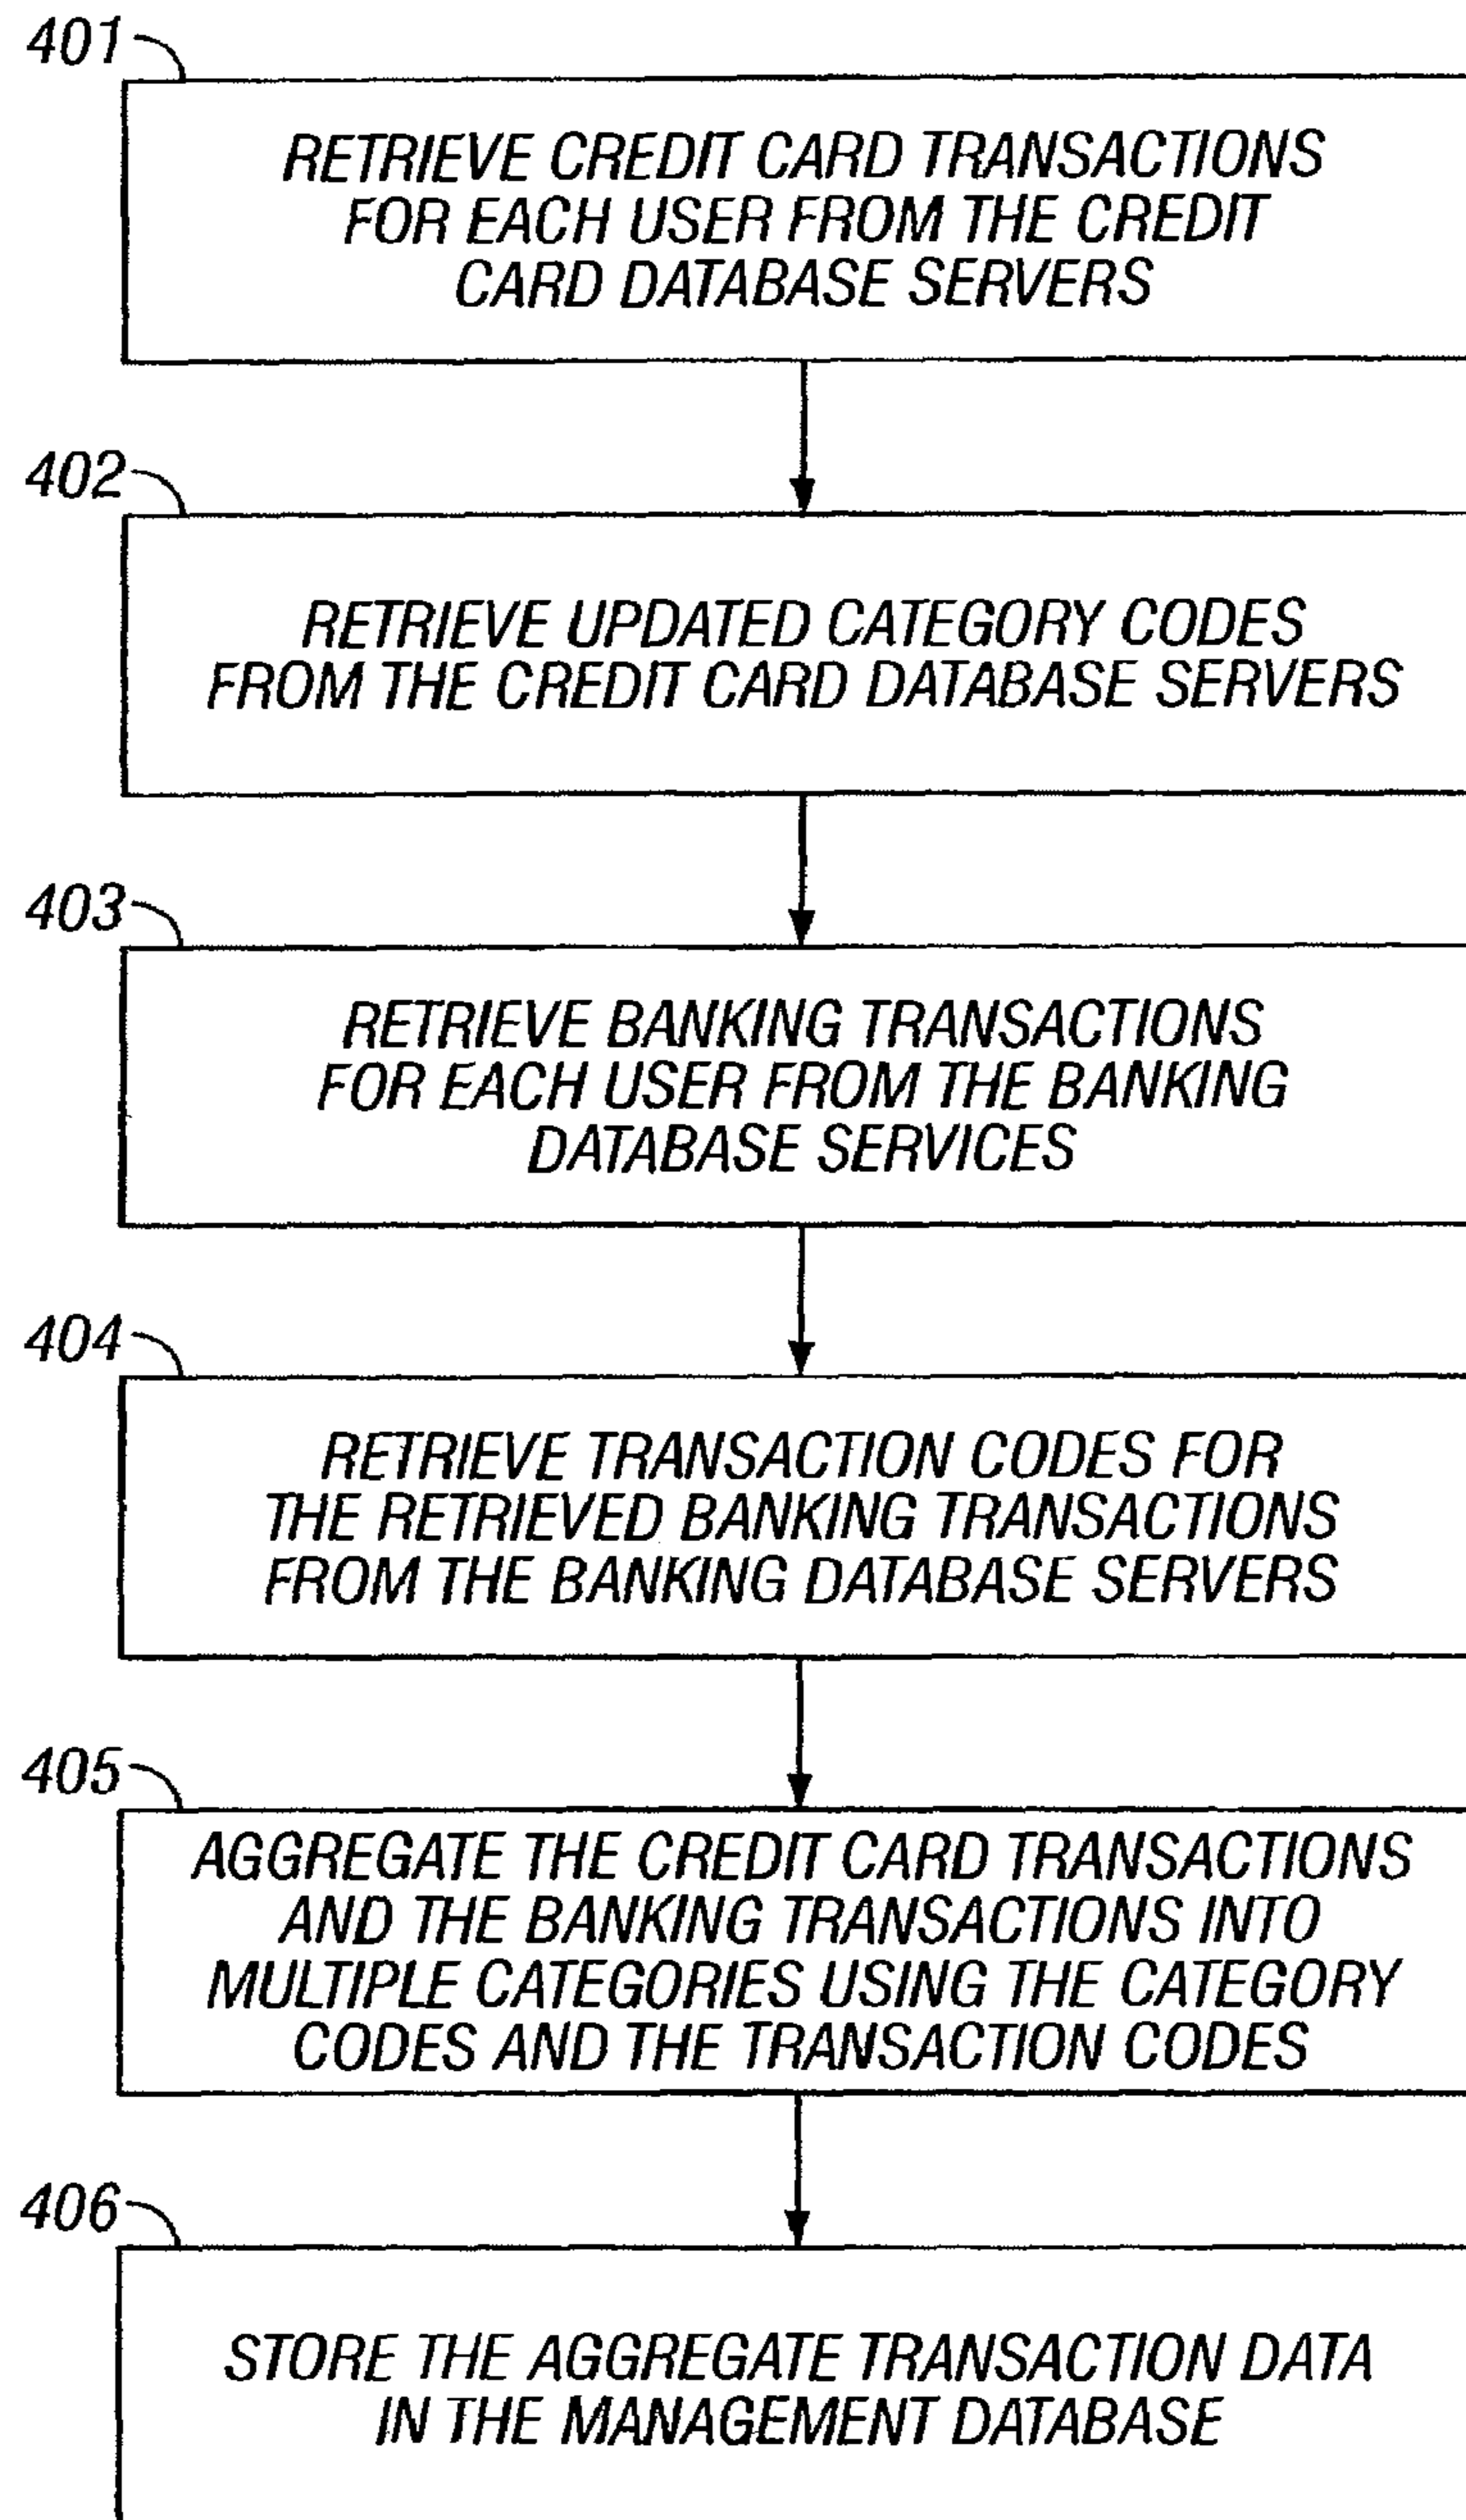 401
RETRIEVE CREDIT CARD TRANSACTIONS
FOR EACH USER FROM THE CREDIT
CARD DATABASE SERVERS
402
RETRIEVE UPDATED CATEGORY CODES
FROM THE CREDIT CARD DATABASE SERVERS
403
RETRIEVE BANKING TRANSACTIONS
FOR EACH USER FROM THE BANKING
DATABASE SERVICES
404
RETRIEVE TRANSACTION CODES FOR
THE RETRIEVED BANKING TRANSACTIONS
FROM THE BANKING DATABASE SERVERS
405
AGGREGATE THE CREDIT CARD TRANSACTIONS
AND THE BANKING TRANSACTIONS INTO
MULTIPLE CATEGORIES USING THE CATEGORY
CODES AND THE TRANSACTION CODES
406
STORE THE AGGREGATE TRANSACTION DATA
IN THE MANAGEMENT DATABASE